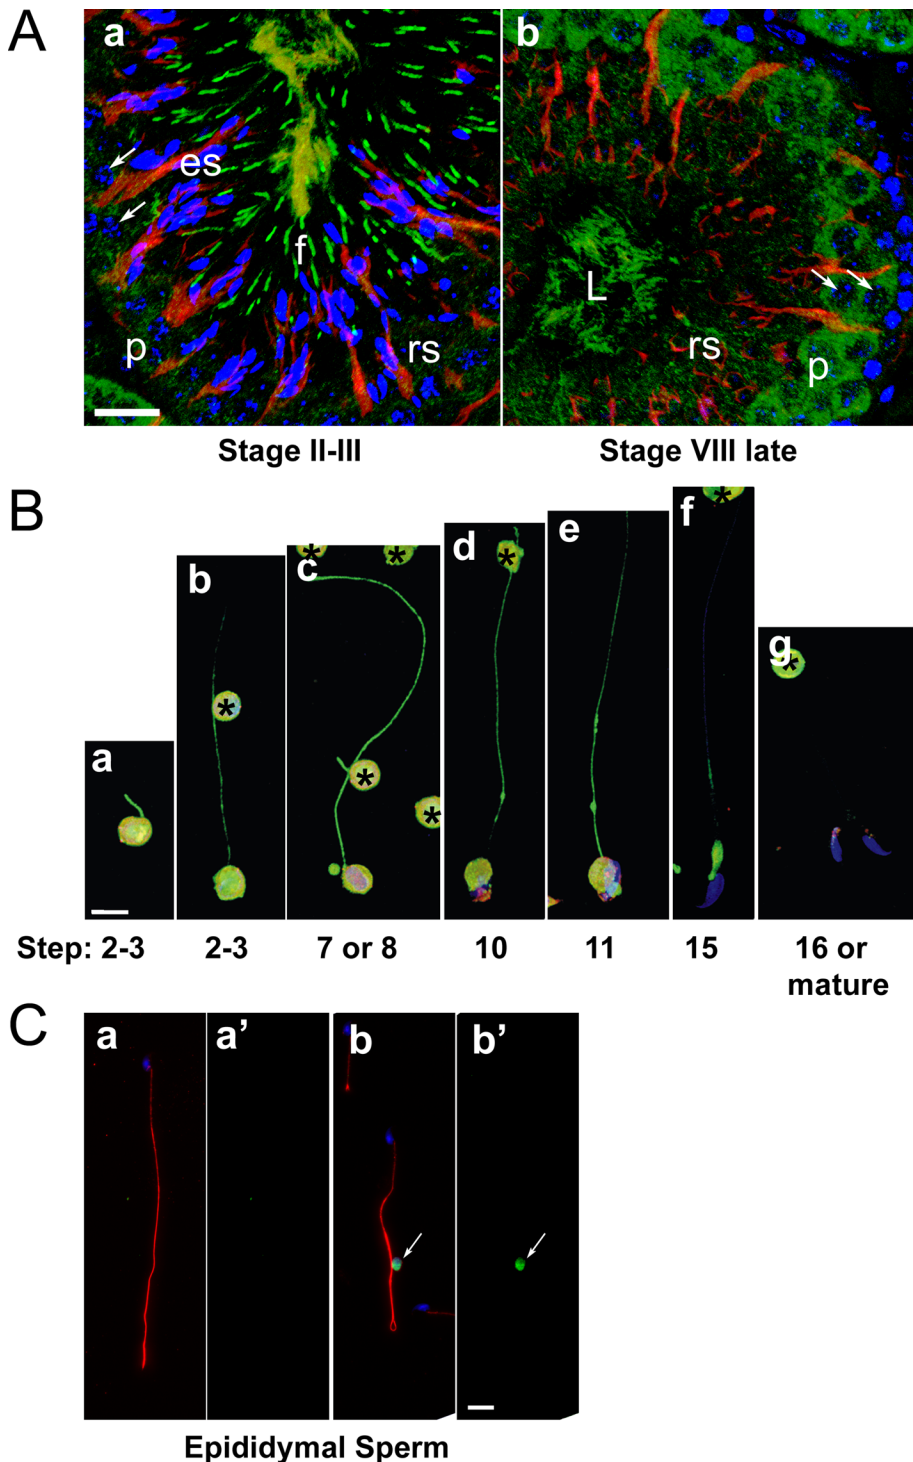 A
a
b
es
f
p
rs
L
rs
p
Stage II-III
Stage VIII late
B
a
b
c
d
e
f
g
* * * * * * * *
Step: 2-3
2-3
7 or 8
10
11
15
16 or
mature
C
a
a’
b
b’
Epididymal Sperm